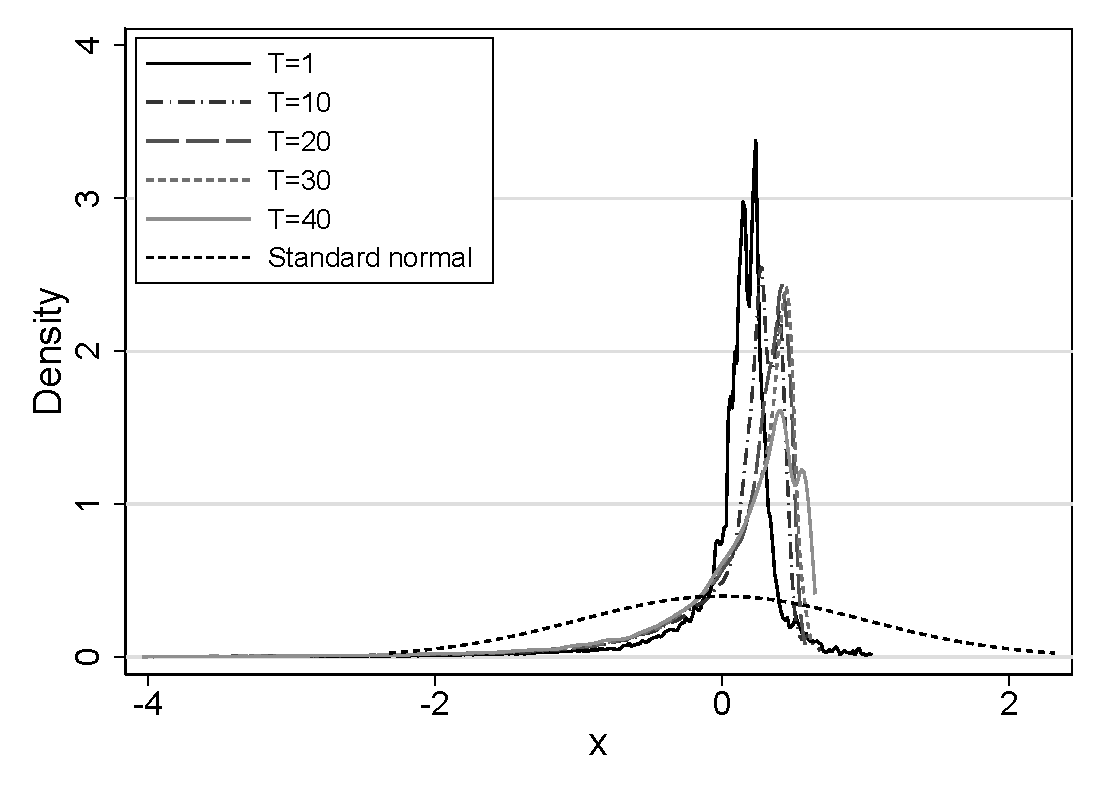 4
3
2
1
0
Density
T=1
T=10
T=20
T=30
T=40
Standard normal
-4 -2 0 2
x